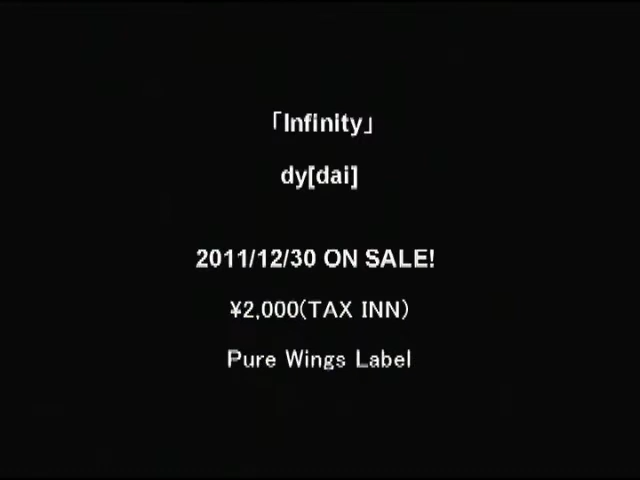 「Infinity」
dy[dai]
2011/12/30 ON SALE!
¥2,000(TAX INN)
Pure Wings Label